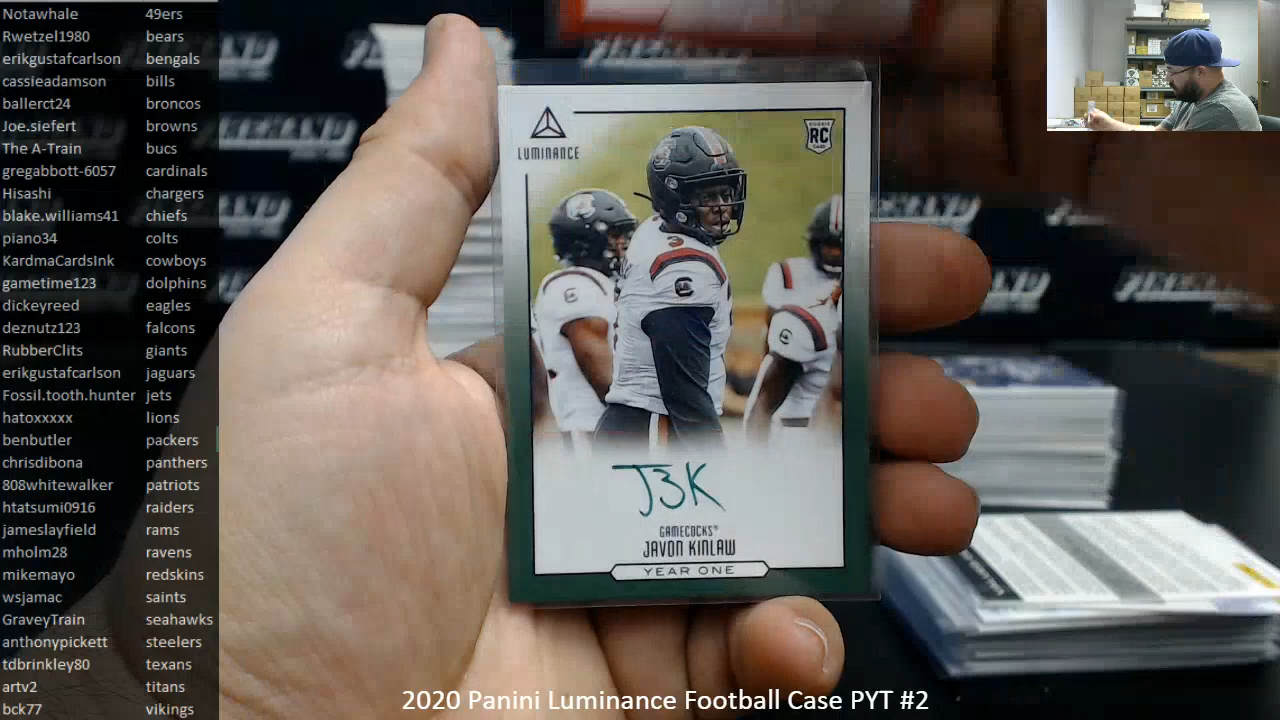 Notawhale 49ers
Rwetzel1980 bears
erikgustafcarlson bengals
cassieadamson bills
ballerct24 broncos
Joe.siefert browns
The A-Train bucs
gregabbott-6057 cardinals
Hisashi chargers
blake.williams41 chiefs
piano34 colts
KardmaCardsInk cowboys
gametime123 dolphins
dickeyreed eagles
deznutz123 falcons
RubberClits giants
erikgustafcarlson jaguars
Fossil.tooth.hunter jets
hatoxxxxx lions
benbutler packers
chrisdibona panthers
808whitewalker patriots
htatsumi0916 raiders
jameslayfield rams
mholm28 ravens
mikemayo redskins
wsjamac saints
GraveyTrain seahawks
anthonypickett steelers
tdbrinkley80 texans
artv2 titans
bck77 vikings
LUMINANCE
RC
3
J3K
GAMECOCKS
JAVON KINLAW
YEAR ONE
2020 Panini Luminance Football Case PYT #2